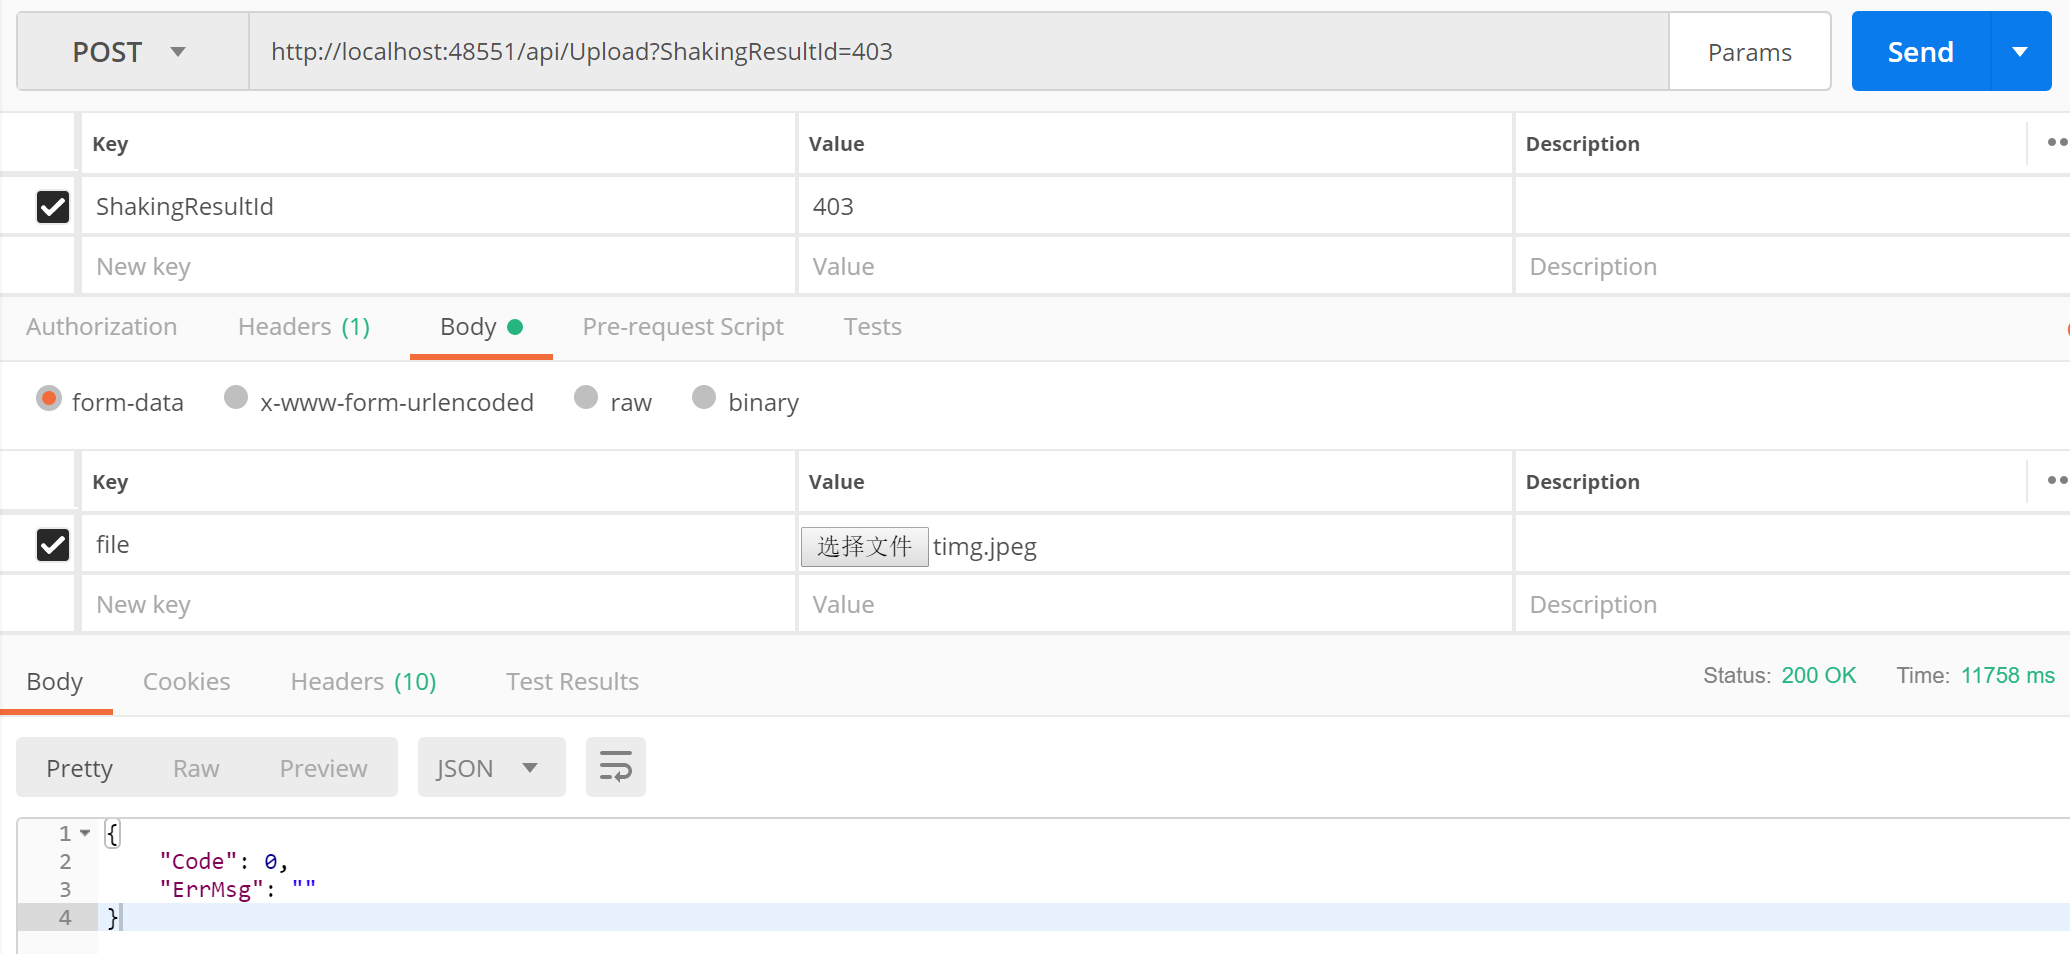 POST http://localhost:48551/api/Upload?ShakingResultId=403 Params Send
Key Value Description
ShakingResultId 403
New key Value Description
Authorization Headers (1) Body Pre-request Script Tests
form-data x-www-form-urlencoded raw binary
Key Value Description
file 选择文件 timg.jpeg
New key Value Description
Body Cookies Headers (10) Test Results Status: 200 OK Time: 11758 ms
Pretty Raw Preview JSON
1 {
2 "Code": 0,
3 "ErrMsg": ""
4 }